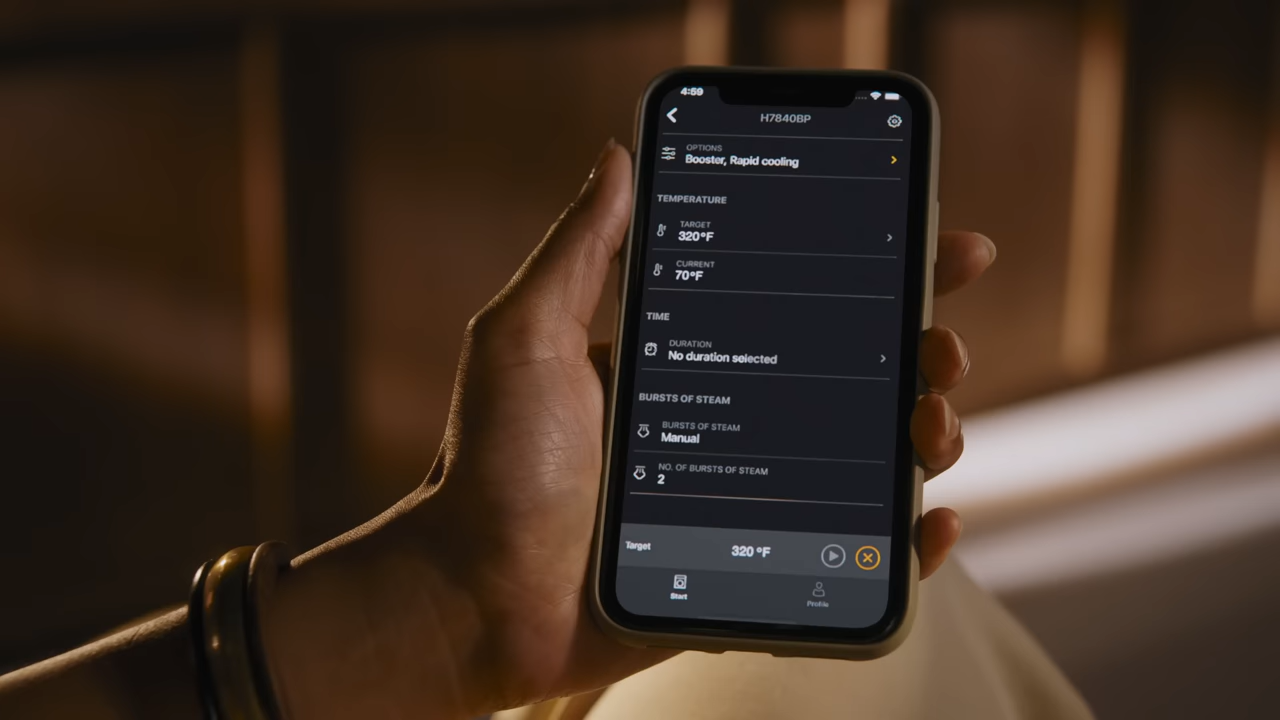 4:59
H7840BP
OPTIONS
Booster, Rapid cooling
TEMPERATURE
TARGET
320°F
CURRENT
70°F
TIME
DURATION
No duration selected
BURSTS OF STEAM
BURSTS OF STEAM
Manual
NO. OF BURSTS OF STEAM
2
Target 320 °F
Start Profile